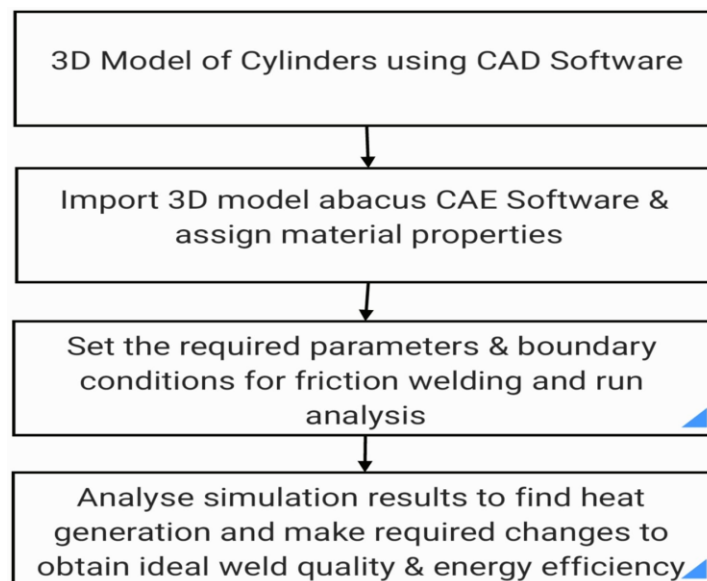 3D Model of Cylinders using CAD Software
Import 3D model abacus CAE Software &
assign material properties
Set the required parameters & boundary
conditions for friction welding and run
analysis
Analyse simulation results to find heat
generation and make required changes to
obtain ideal weld quality & energy efficiency